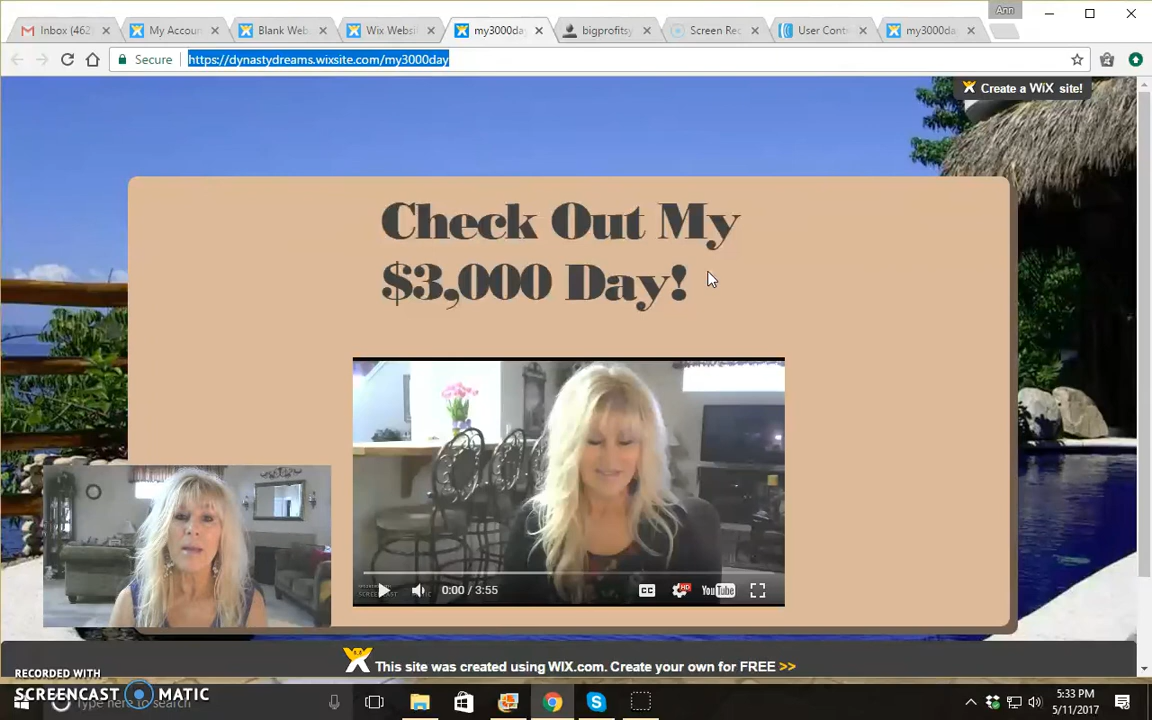 Ann
Inbox (462
My Accoun
Blank Web
Wix Websi
my3000da
bigprofitsy
Screen Rec
User Cont
my3000da
Secure
https://dynastydreams.wixsite.com/my3000day
Create a WiX site!
Check Out My
$3,000 Day!
0:00 / 3:55
CC
HD
YouTube
This site was created using WIX.com. Create your own for FREE >>
RECORDED WITH
SCREENCAST MATIC
Type here to search
5:33 PM
5/11/2017